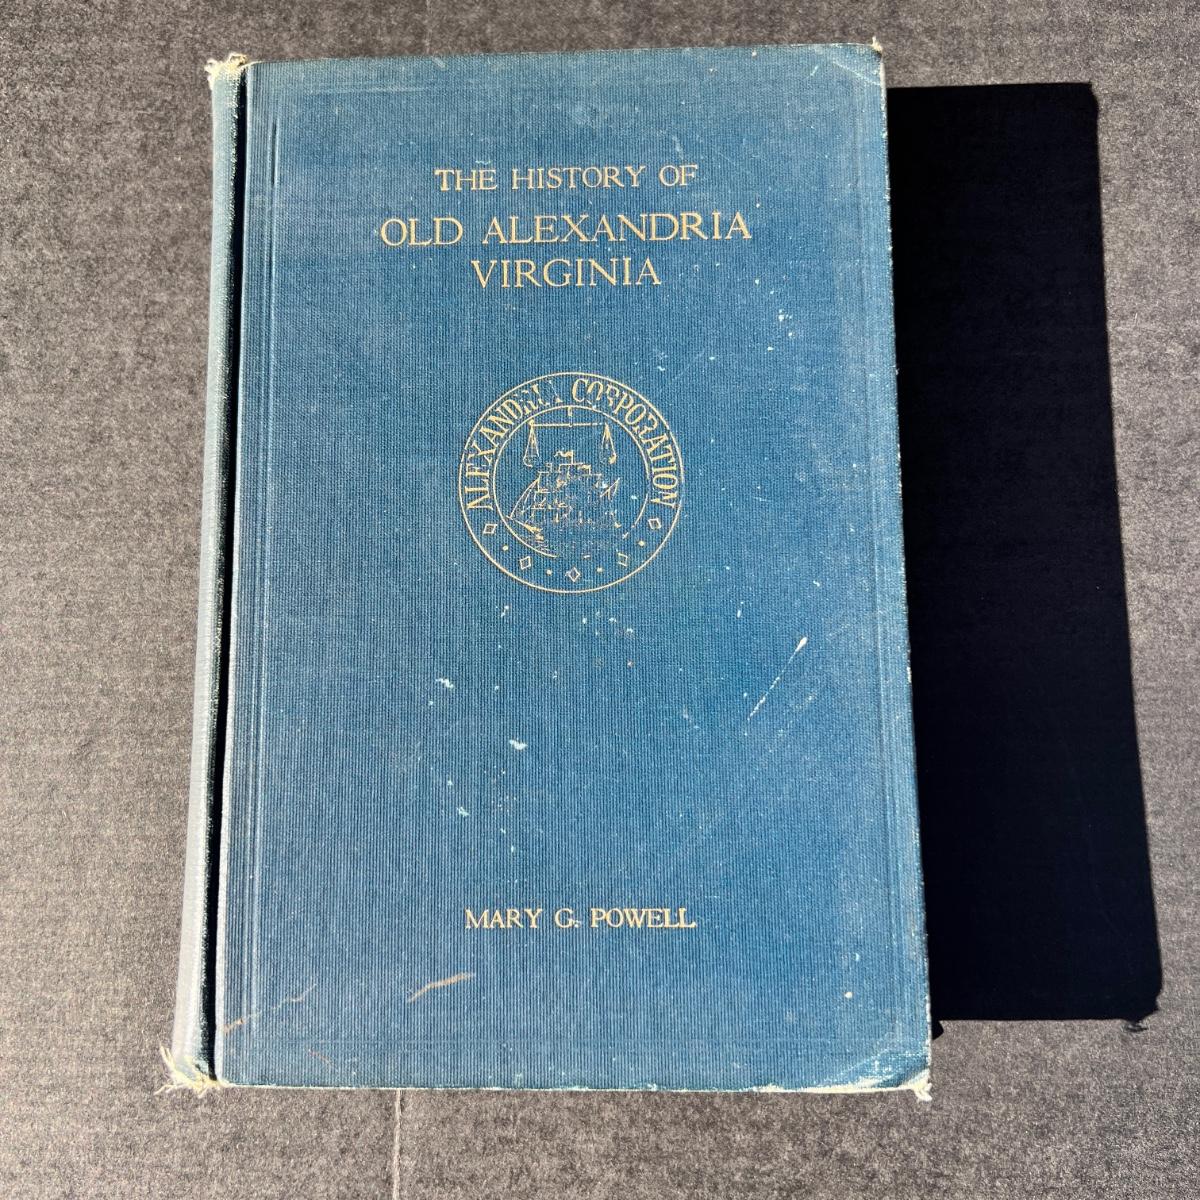 THE HISTORY OF
OLD ALEXANDRIA
VIRGINIA
ALEXANDRIA CORPORATION
MARY G. POWELL